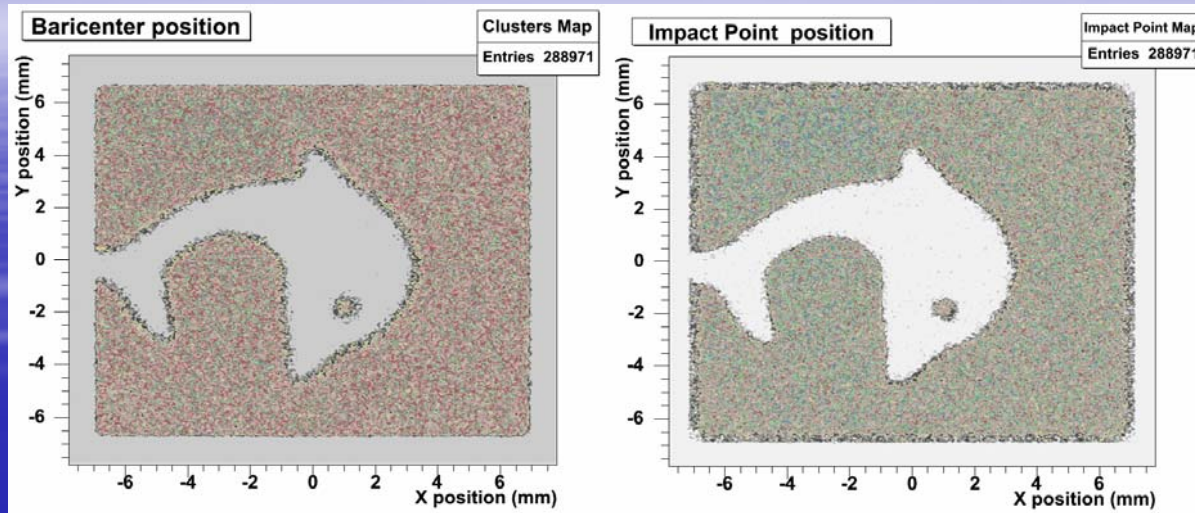 Baricenter position
Clusters Map
Entries 288971
Y position (mm)
6
4
2
0
-2
-4
-6
-6 -4 -2 0 2 4 6
X position (mm)
Impact Point position
Impact Point Map
Entries 288971
Y position (mm)
6
4
2
0
-2
-4
-6
-6 -4 -2 0 2 4 6
X position (mm)